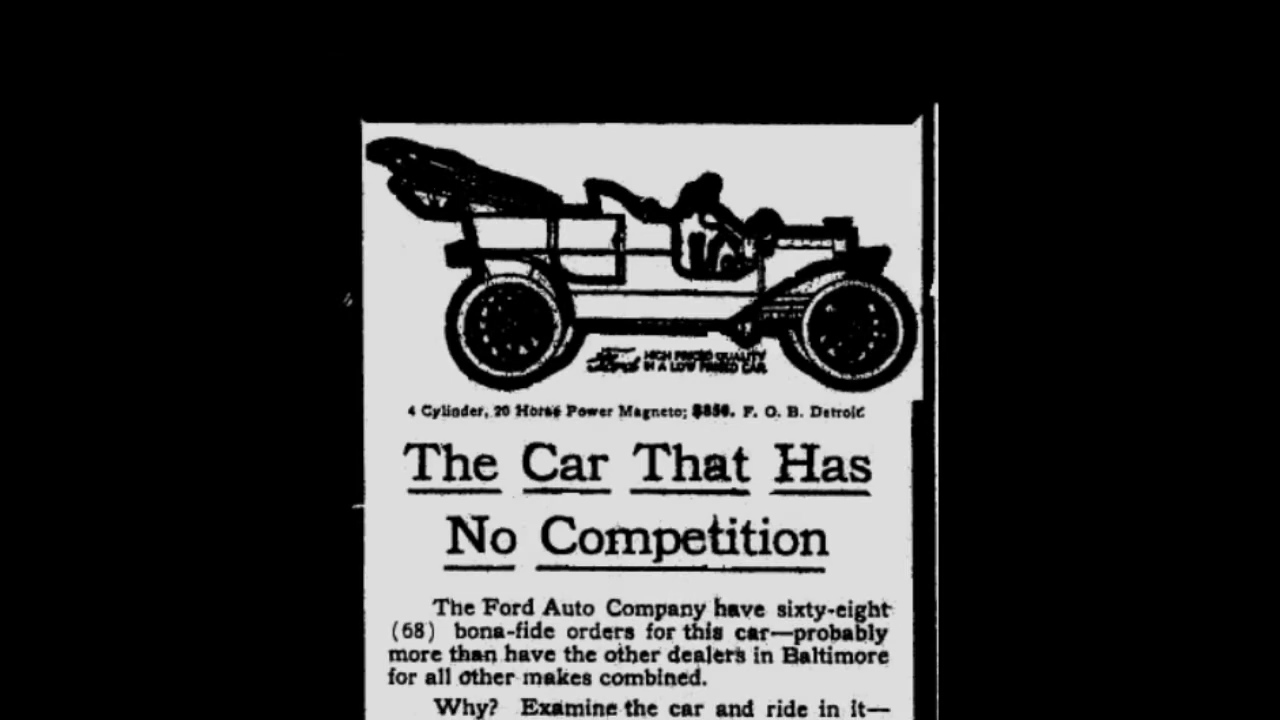 Ford HIGH PRICED QUALITY
IN A LOW PRICED CAR.
4 Cylinder, 20 Horse Power Magneto; $850. F. O. B. Detroit
The Car That Has
No Competition
The Ford Auto Company have sixty-eight
(68) bona-fide orders for this car—probably
more than have the other dealers in Baltimore
for all other makes combined.
Why? Examine the car and ride in it—